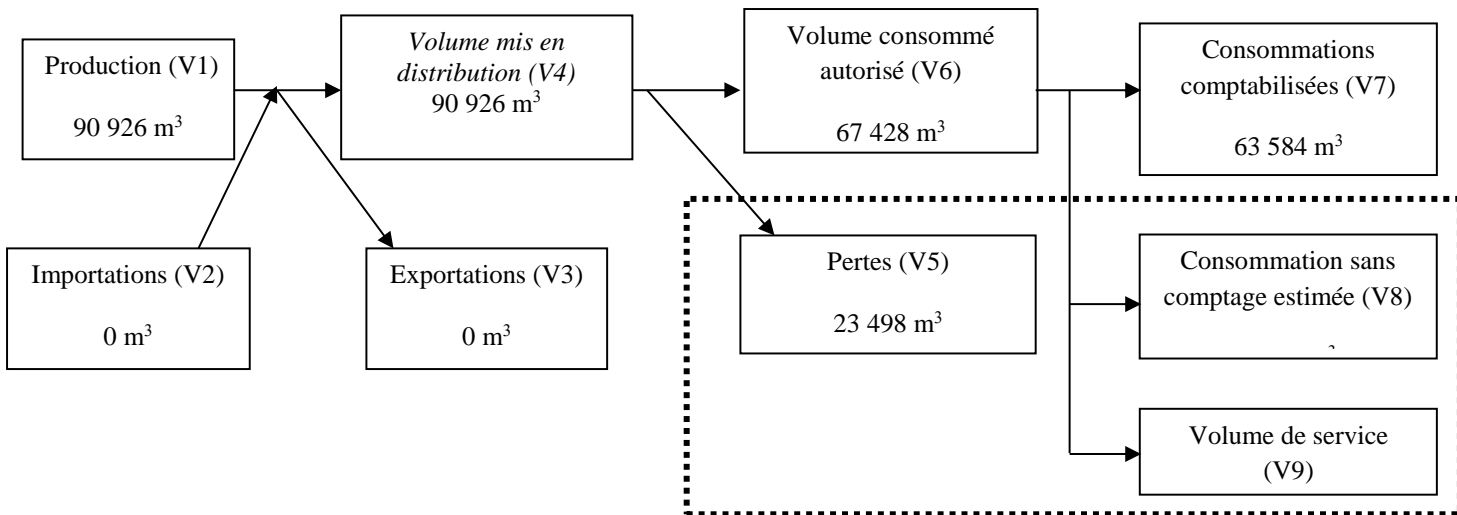 Production (V1)
90 926 m³
Volume mis en
distribution (V4)
90 926 m³
Volume consommé
autorisé (V6)
67 428 m³
Consommations
comptabilisées (V7)
63 584 m³
Importations (V2)
0 m³
Exportations (V3)
0 m³
Pertes (V5)
23 498 m³
Consommation sans
comptage estimée (V8)
Volume de service
(V9)